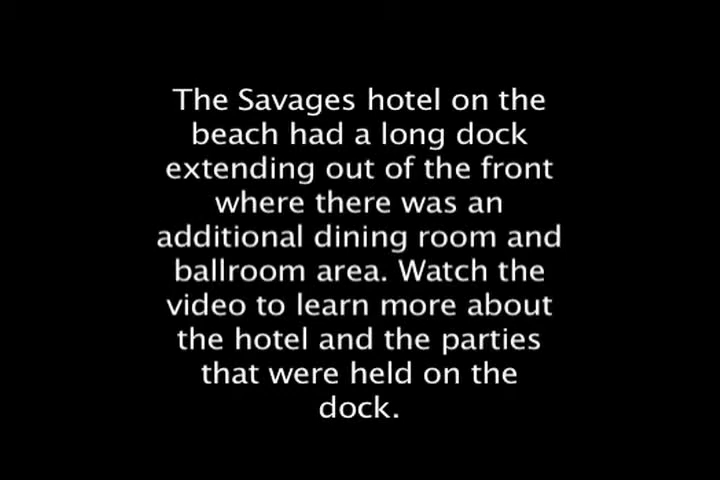 The Savages hotel on the
beach had a long dock
extending out of the front
where there was an
additional dining room and
ballroom area. Watch the
video to learn more about
the hotel and the parties
that were held on the
dock.